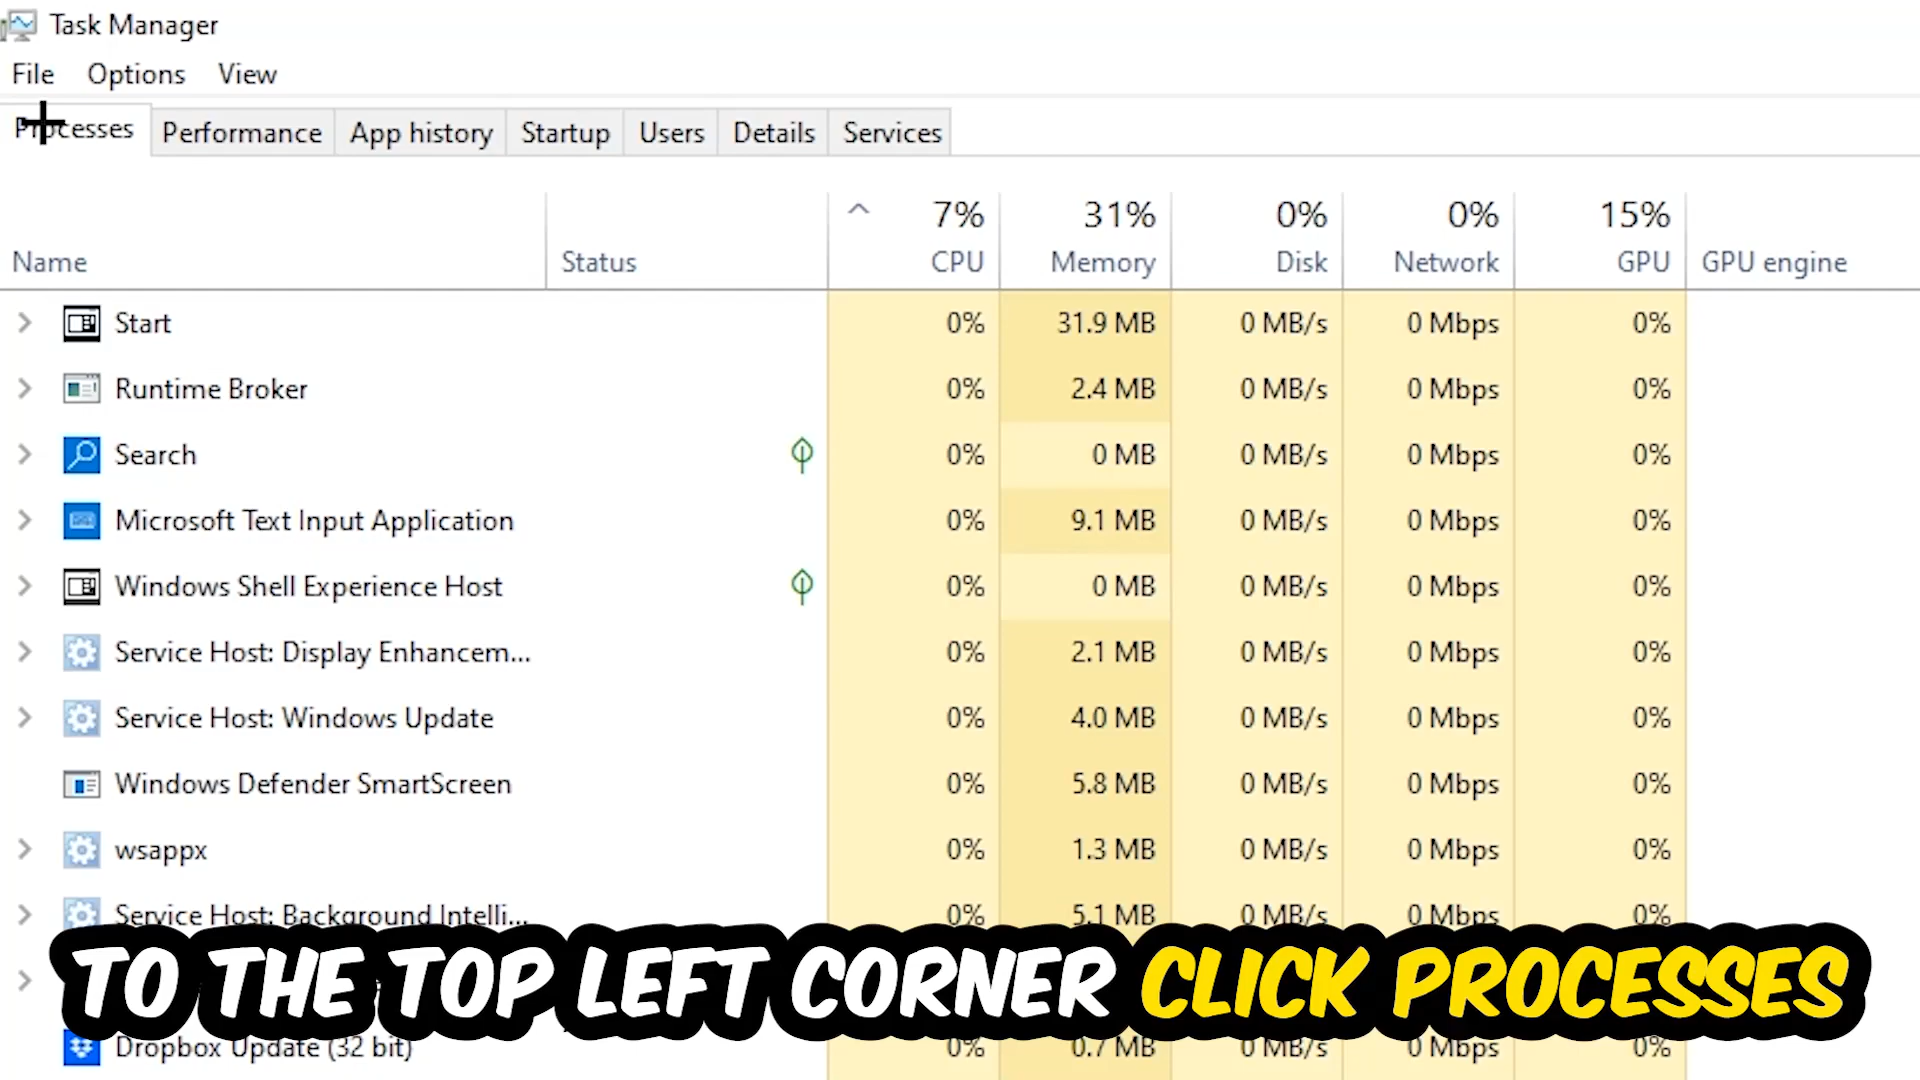 Task Manager
File Options View
Processes Performance App history Startup Users Details Services
7% 31% 0% 0% 15%
Name Status CPU Memory Disk Network GPU GPU engine
Start 0% 31.9 MB 0 MB/s 0 Mbps 0%
Runtime Broker 0% 2.4 MB 0 MB/s 0 Mbps 0%
Search 0% 0 MB 0 MB/s 0 Mbps 0%
Microsoft Text Input Application 0% 9.1 MB 0 MB/s 0 Mbps 0%
Windows Shell Experience Host 0% 0 MB 0 MB/s 0 Mbps 0%
Service Host: Display Enhancem... 0% 2.1 MB 0 MB/s 0 Mbps 0%
Service Host: Windows Update 0% 4.0 MB 0 MB/s 0 Mbps 0%
Windows Defender SmartScreen 0% 5.8 MB 0 MB/s 0 Mbps 0%
wsappx 0% 1.3 MB 0 MB/s 0 Mbps 0%
Service Host: Background Intelli... 0% 5.1 MB 0 MB/s 0 Mbps 0%
TO THE TOP LEFT CORNER CLICK PROCESSES
Dropbox Update (32 bit) 0% 0.7 MB 0 MB/s 0 Mbps 0%